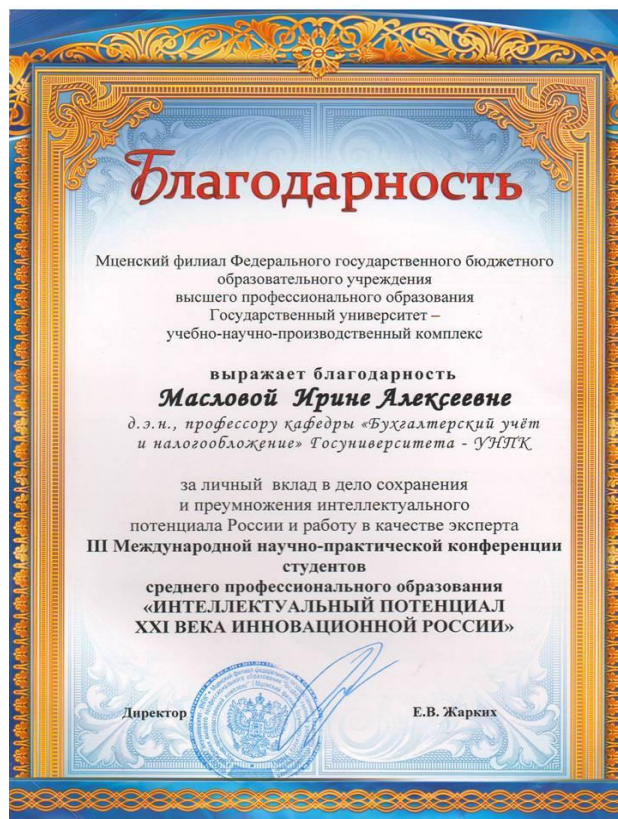 Благодарность
Мценский филиал Федерального государственного бюджетного
образовательного учреждения
высшего профессионального образования
Государственный университет –
учебно-научно-производственный комплекс
выражает благодарность
Масловой Ирине Алексеевне
д.э.н., профессору кафедры «Бухгалтерский учёт
и налогообложение» Госуниверситета - УНПК
за личный вклад в дело сохранения
и преумножения интеллектуального
потенциала России и работу в качестве эксперта
III Международной научно-практической конференции
студентов
среднего профессионального образования
«ИНТЕЛЛЕКТУАЛЬНЫЙ ПОТЕНЦИАЛ
XXI ВЕКА ИННОВАЦИОННОЙ РОССИИ»
Директор Е.В. Жарких